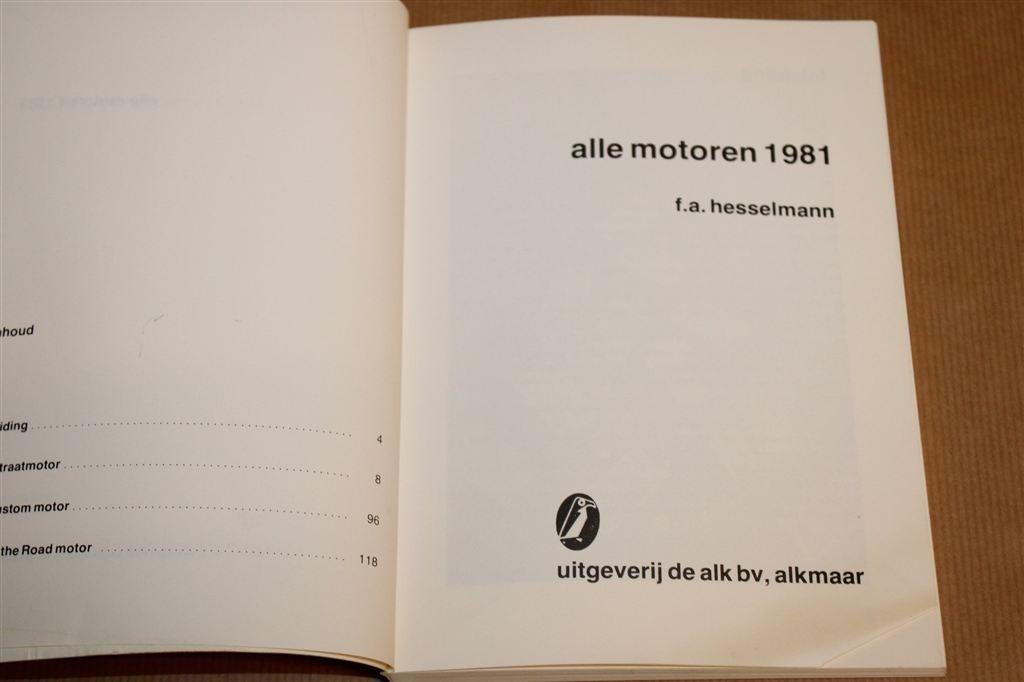 nhoud
iding 4
traatmotor 8
ustom motor 96
the Road motor 118
alle motoren 1981
f.a. hesselmann
uitgeverij de alk bv, alkmaar